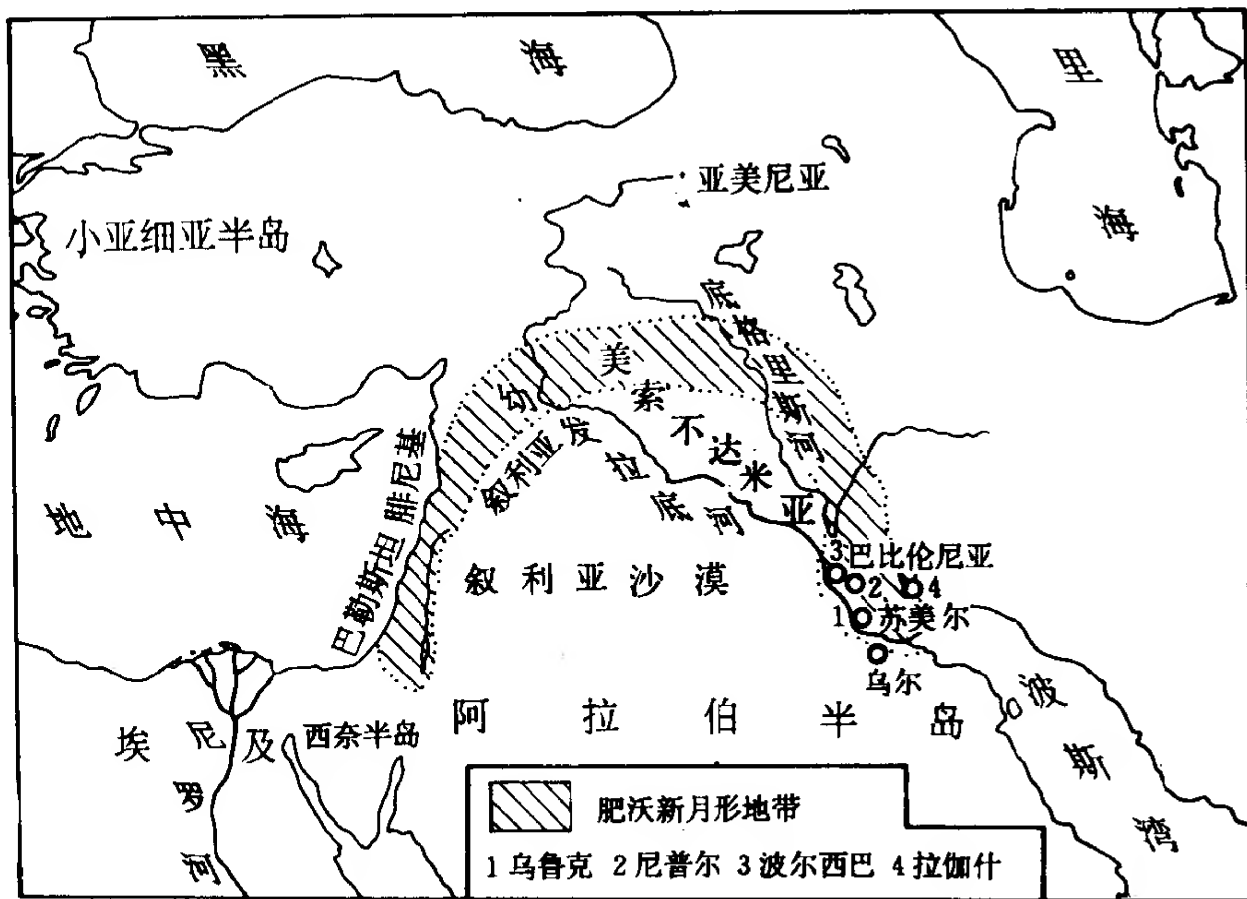 黑海
里海
亚美尼亚
小亚细亚半岛
底格里斯河
美索不达米亚
幼发拉底河
叙利亚
腓尼基
地中海
巴勒斯坦
叙利亚沙漠
3
巴比伦尼亚
2
4
1
苏美尔
乌尔
阿拉伯半岛
波斯湾
埃及
尼罗河
西奈半岛
肥沃新月形地带
1 乌鲁克 2 尼普尔 3 波尔西巴 4 拉伽什